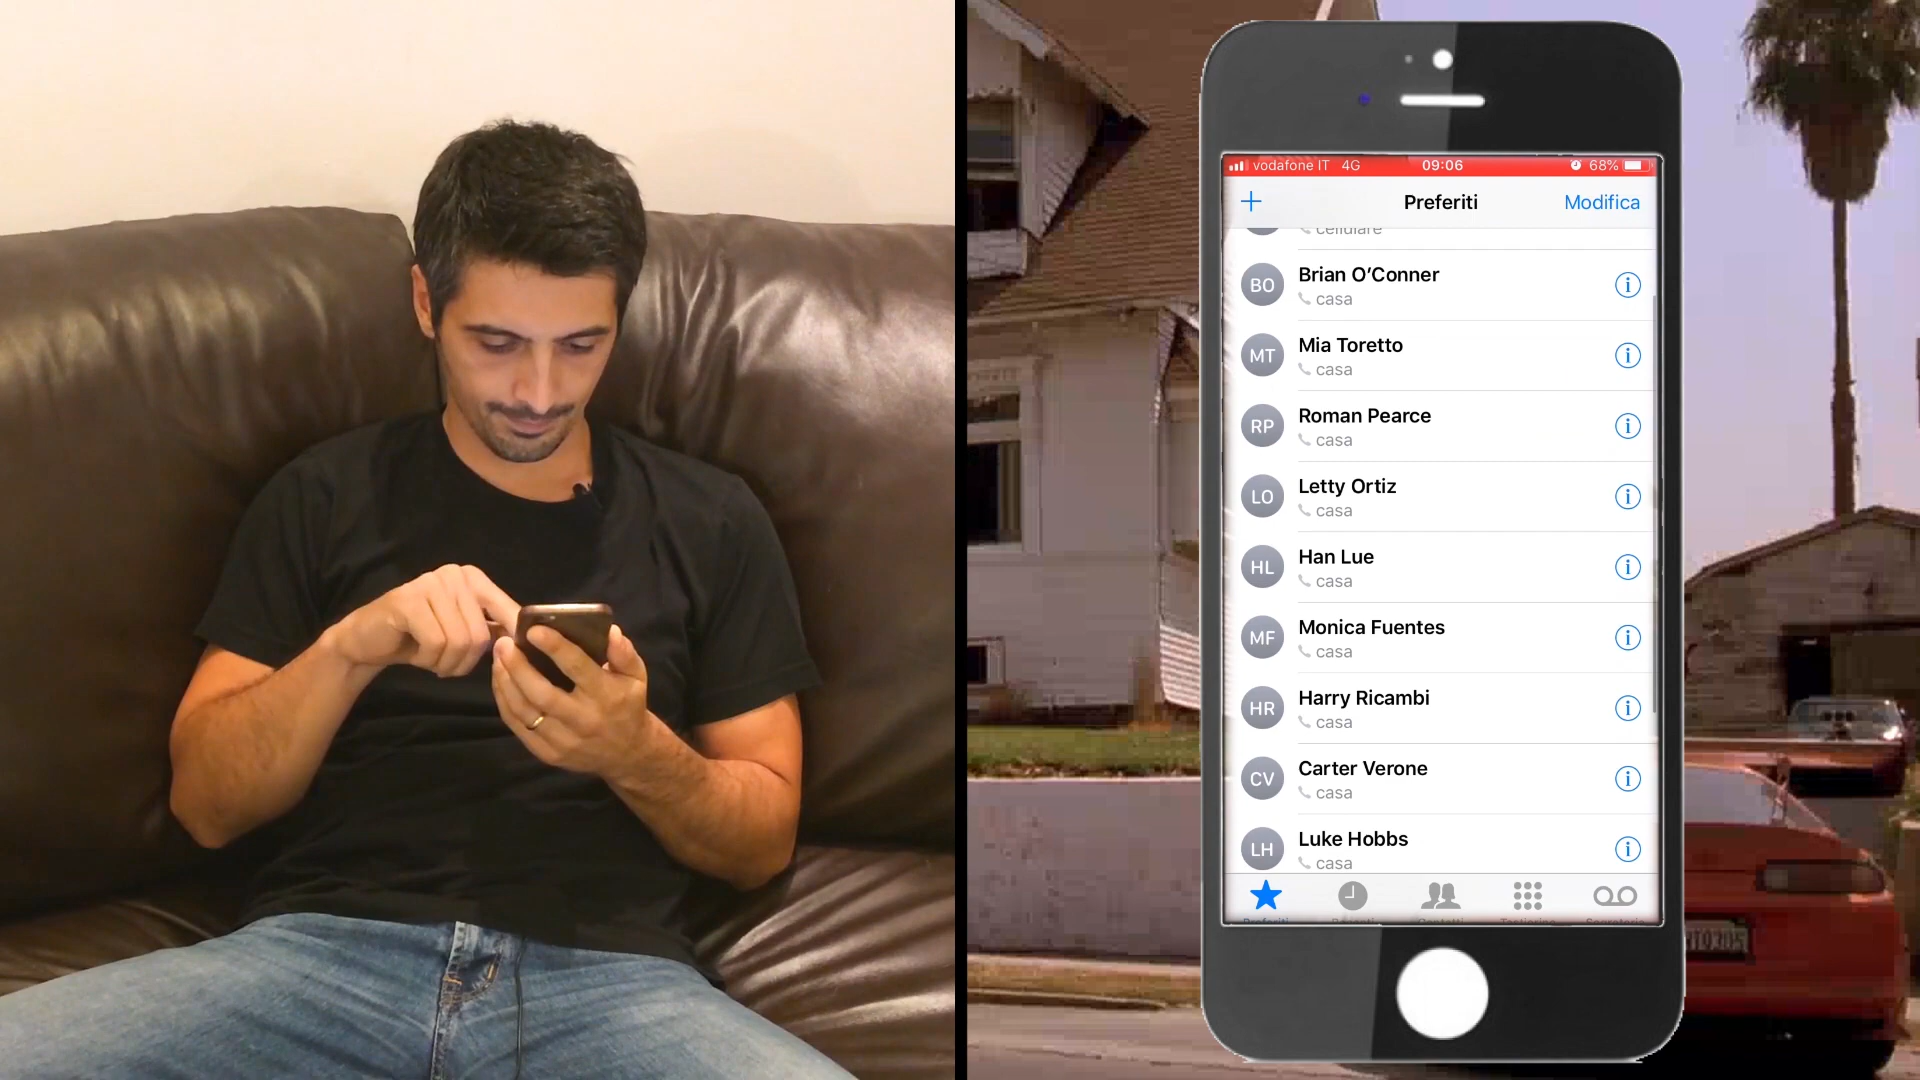 vodafone IT 4G 09:06 68%
Preferiti Modifica
cellulare
BO Brian O’Conner
casa
MT Mia Toretto
casa
RP Roman Pearce
casa
LO Letty Ortiz
casa
HL Han Lue
casa
MF Monica Fuentes
casa
HR Harry Ricambi
casa
CV Carter Verone
casa
LH Luke Hobbs
casa
Preferiti